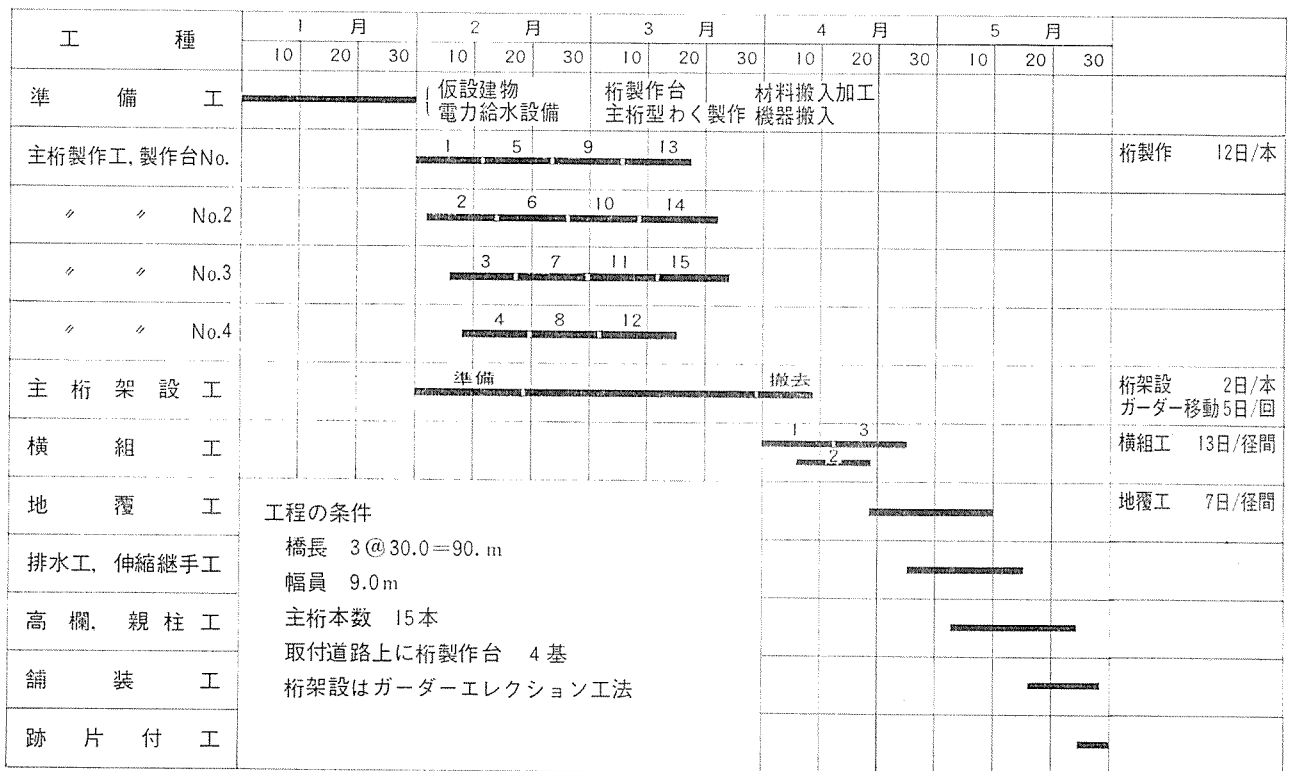 工種 1月 2月 3月 4月 5月
10 20 30 10 20 30 10 20 30 10 20 30 10 20 30
準備工 仮設建物 桁製作台 材料搬入加工
電力給水設備 主桁型わく製作 機器搬入
主桁製作工,製作台No. 1 5 9 13 桁製作 12日/本
〃 〃 No.2 2 6 10 14
〃 〃 No.3 3 7 11 15
〃 〃 No.4 4 8 12
主桁架設工 準備 撤去 桁架設 2日/本
ガーダー移動5日/回
横組工 1 3 横組工 13日/径間
2
地覆工 地覆工 7日/径間
排水工,伸縮継手工
高欄.親柱工
舗装工
跡片付工
工程の条件
橋長 3@30.0=90.m
幅員 9.0m
主桁本数 15本
取付道路上に桁製作台 4基
桁架設はガーダーエレクション工法